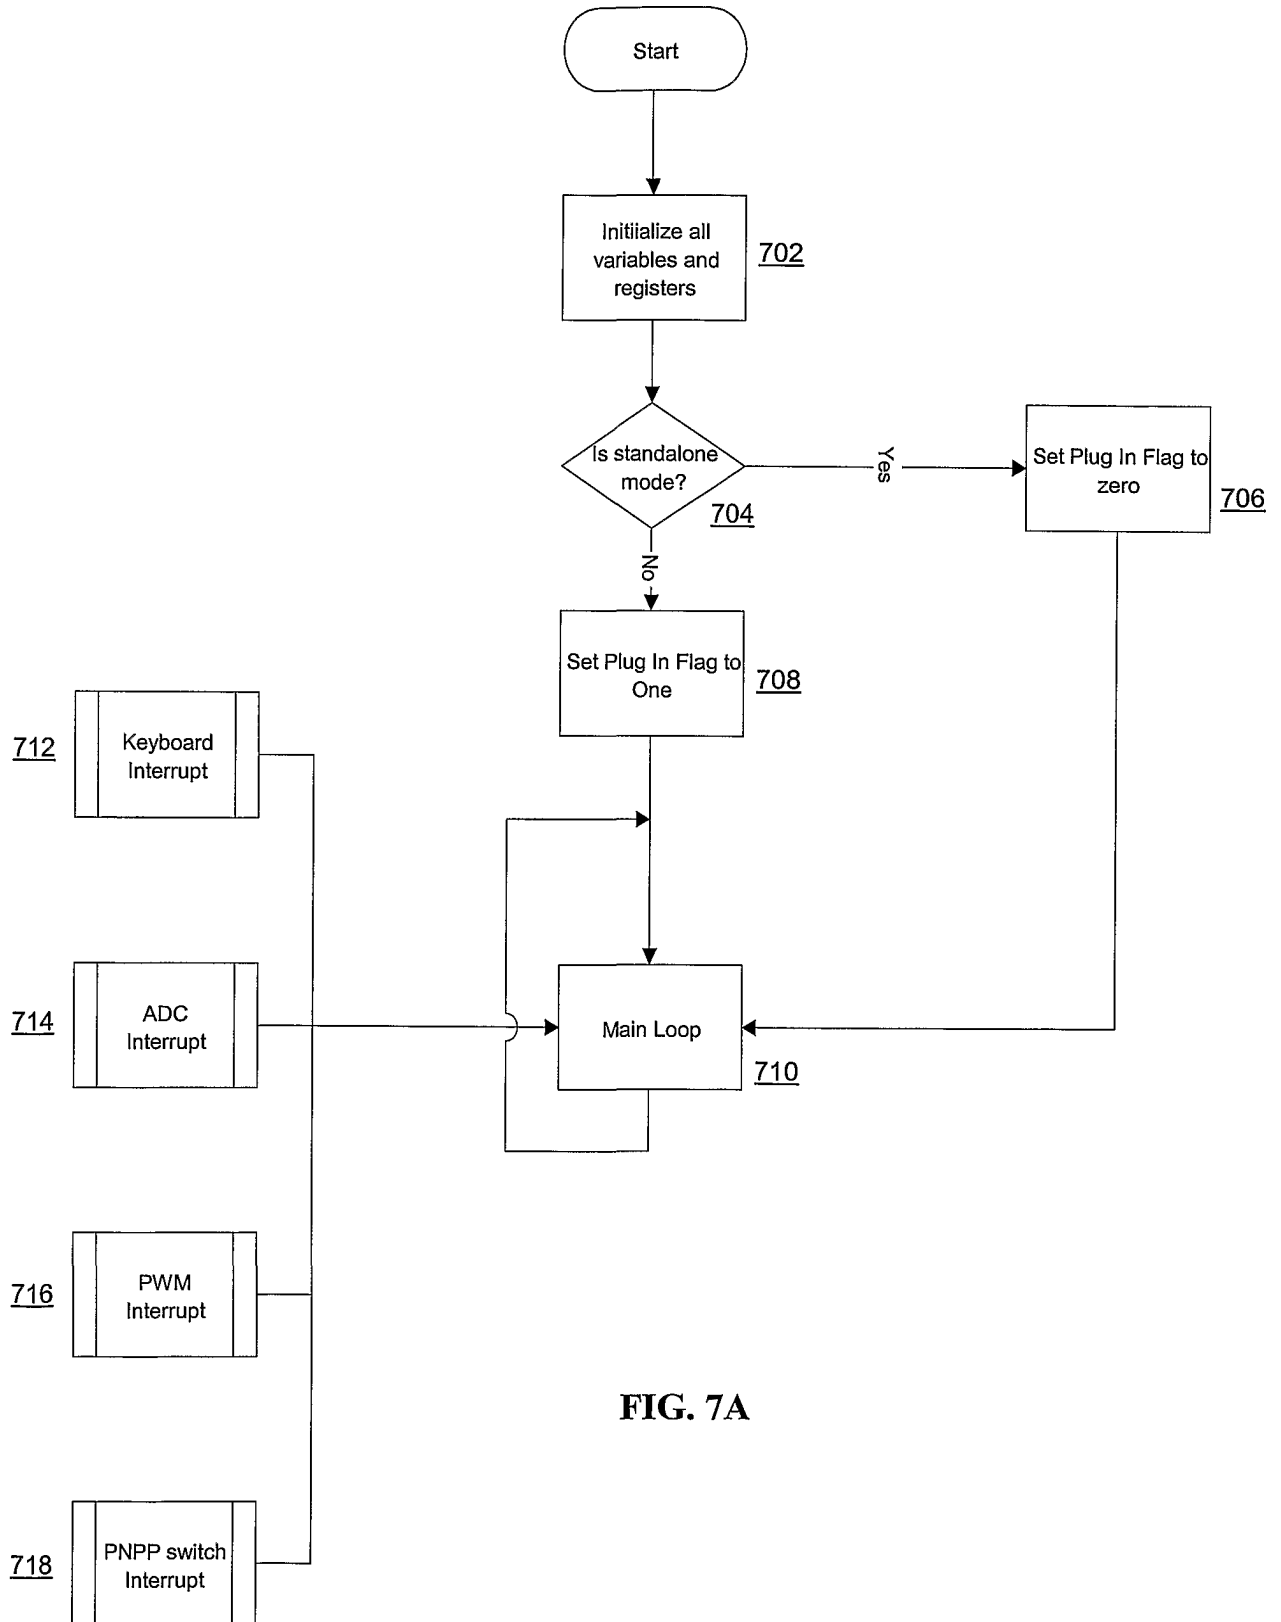 Start
Initiialize all
variables and
registers
702
Is standalone
mode?
704
Yes
Set Plug In Flag to
zero
706
No
Set Plug In Flag to
One
708
712
Keyboard
Interrupt
714
ADC
Interrupt
Main Loop
710
716
PWM
Interrupt
FIG. 7A
718
PNPP switch
Interrupt